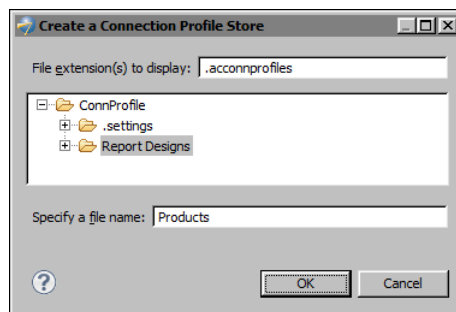 Create a Connection Profile Store
File extension(s) to display: .acconnprofiles
ConnProfile
.settings
Report Designs
Specify a file name: Products
? OK Cancel